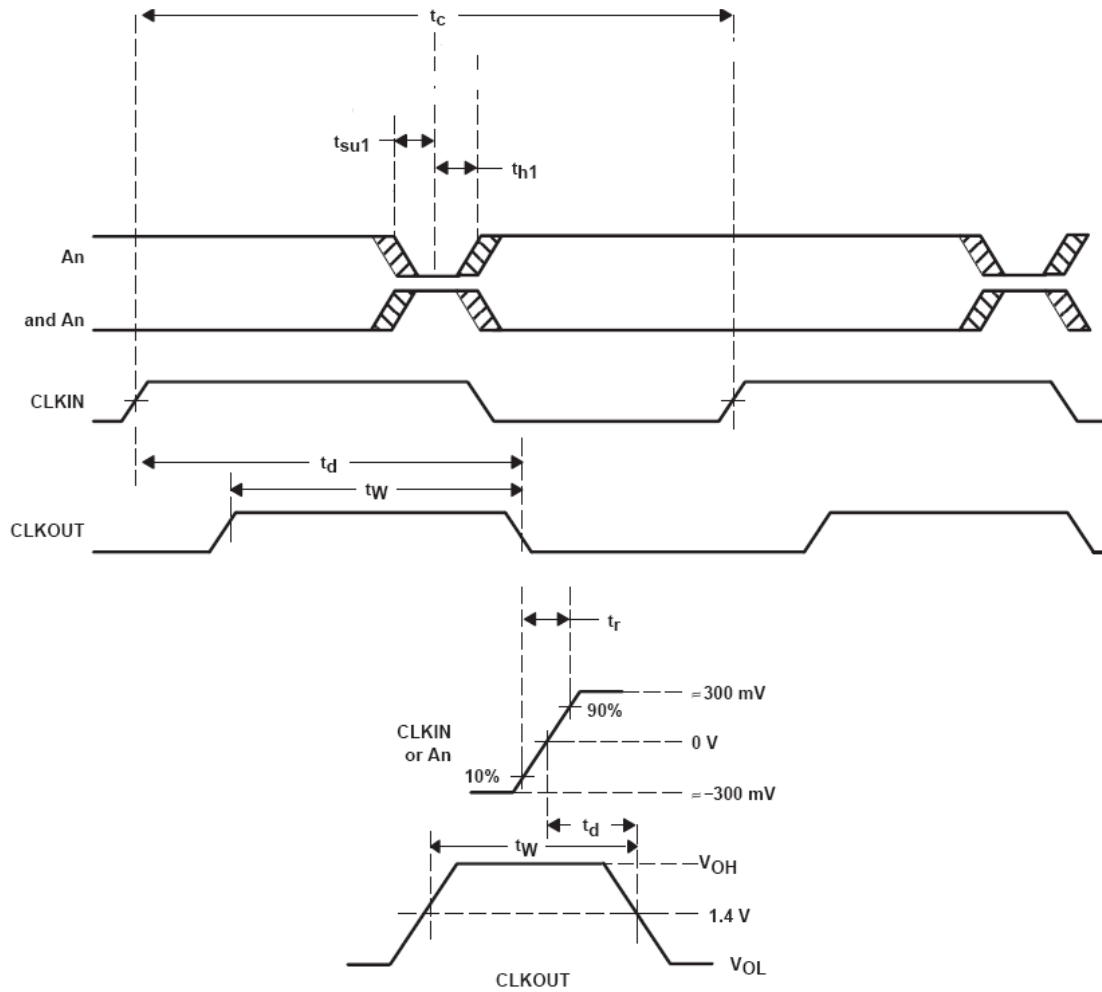 tc
tsu1
th1
An
and An
CLKIN
td
tW
CLKOUT
tr
≈ 300 mV
90%
CLKIN
or An
0 V
10%
≈ −300 mV
td
tW
VOH
1.4 V
VOL
CLKOUT